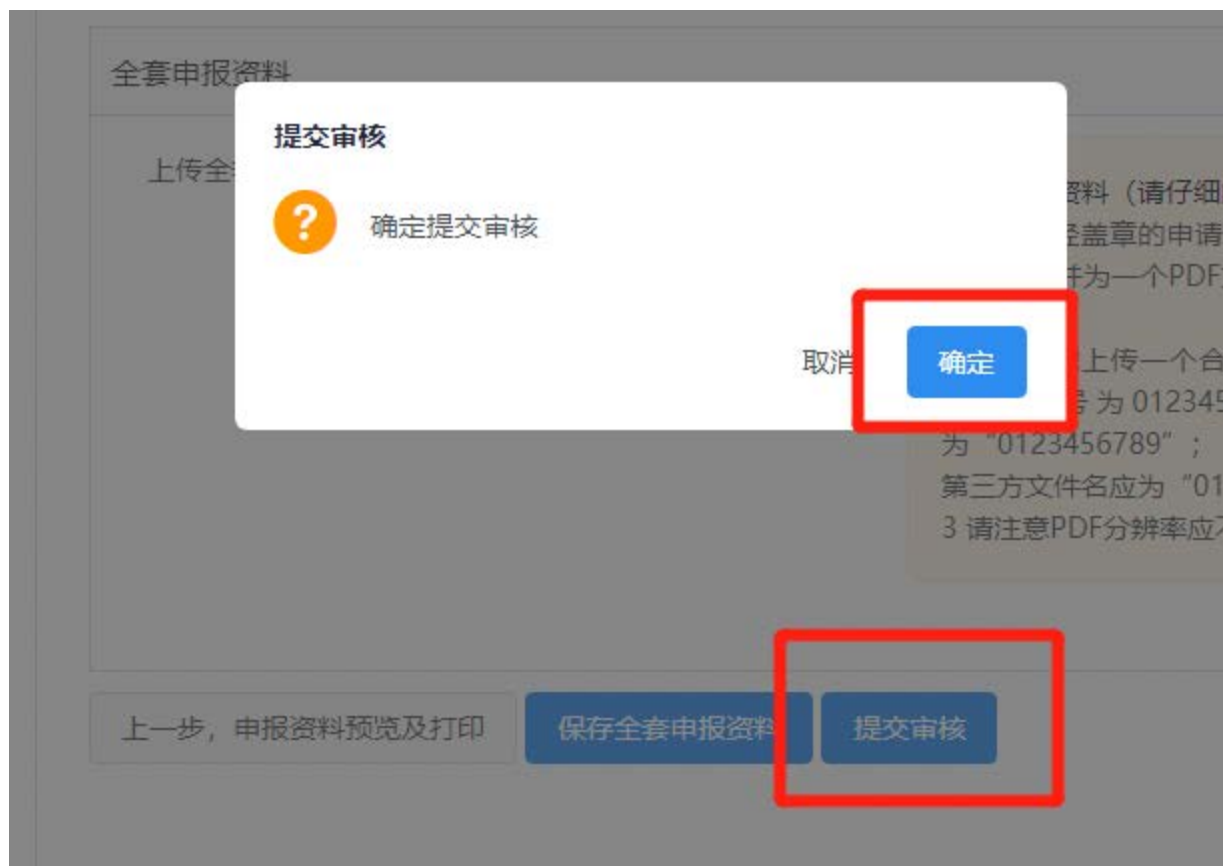 全套申报资料
提交审核
上传全
资料（请仔细
确定提交审核
盖章的申请
并为一个PDF
取消
确定
上传一个合
号 为 012345
为“0123456789”；
第三方文件名应为“01
3 请注意PDF分辨率应
上一步，申报资料预览及打印
保存全套申报资料
提交审核